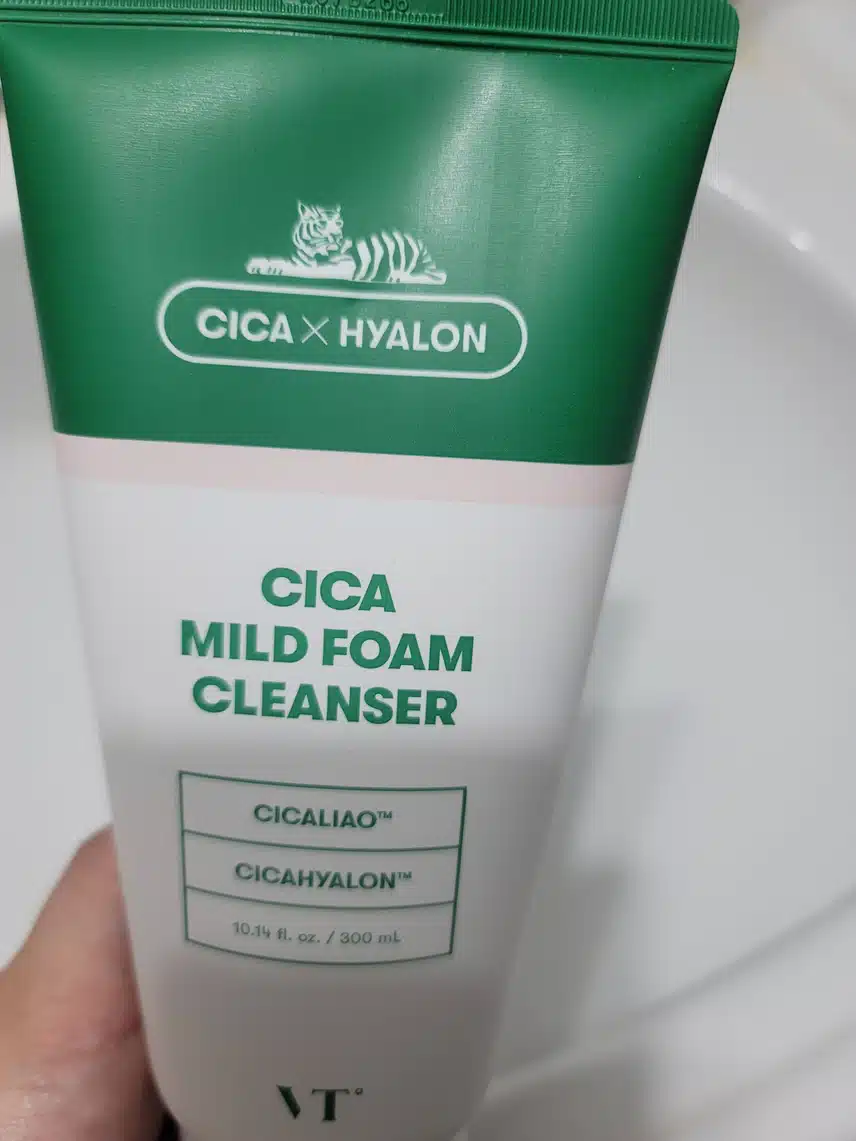 CICA X HYALON
CICA
MILD FOAM
CLEANSER
CICALIAO™
CICAHYALON™
10.14 fl. oz. / 300 mL
VT